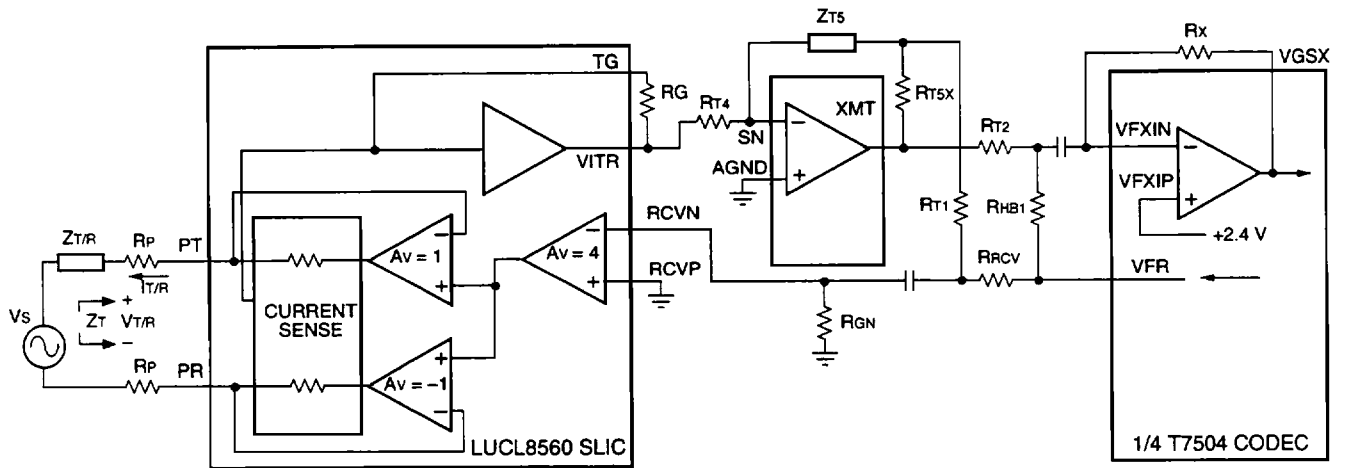 ZT5
RX
VGSX
TG
RG
RT4
SN
XMT
RT5X
RT2
VFXIN
VITR
AGND
VFXIP
RT1
RHB1
+2.4 V
RCVN
ZT/R
RP
PT
AV = 1
AV = 4
RCVP
RRCV
VFR
IT/R
CURRENT
SENSE
VS
ZT
+
VT/R
−
RGN
RP
PR
AV = −1
LUCL8560 SLIC
1/4 T7504 CODEC